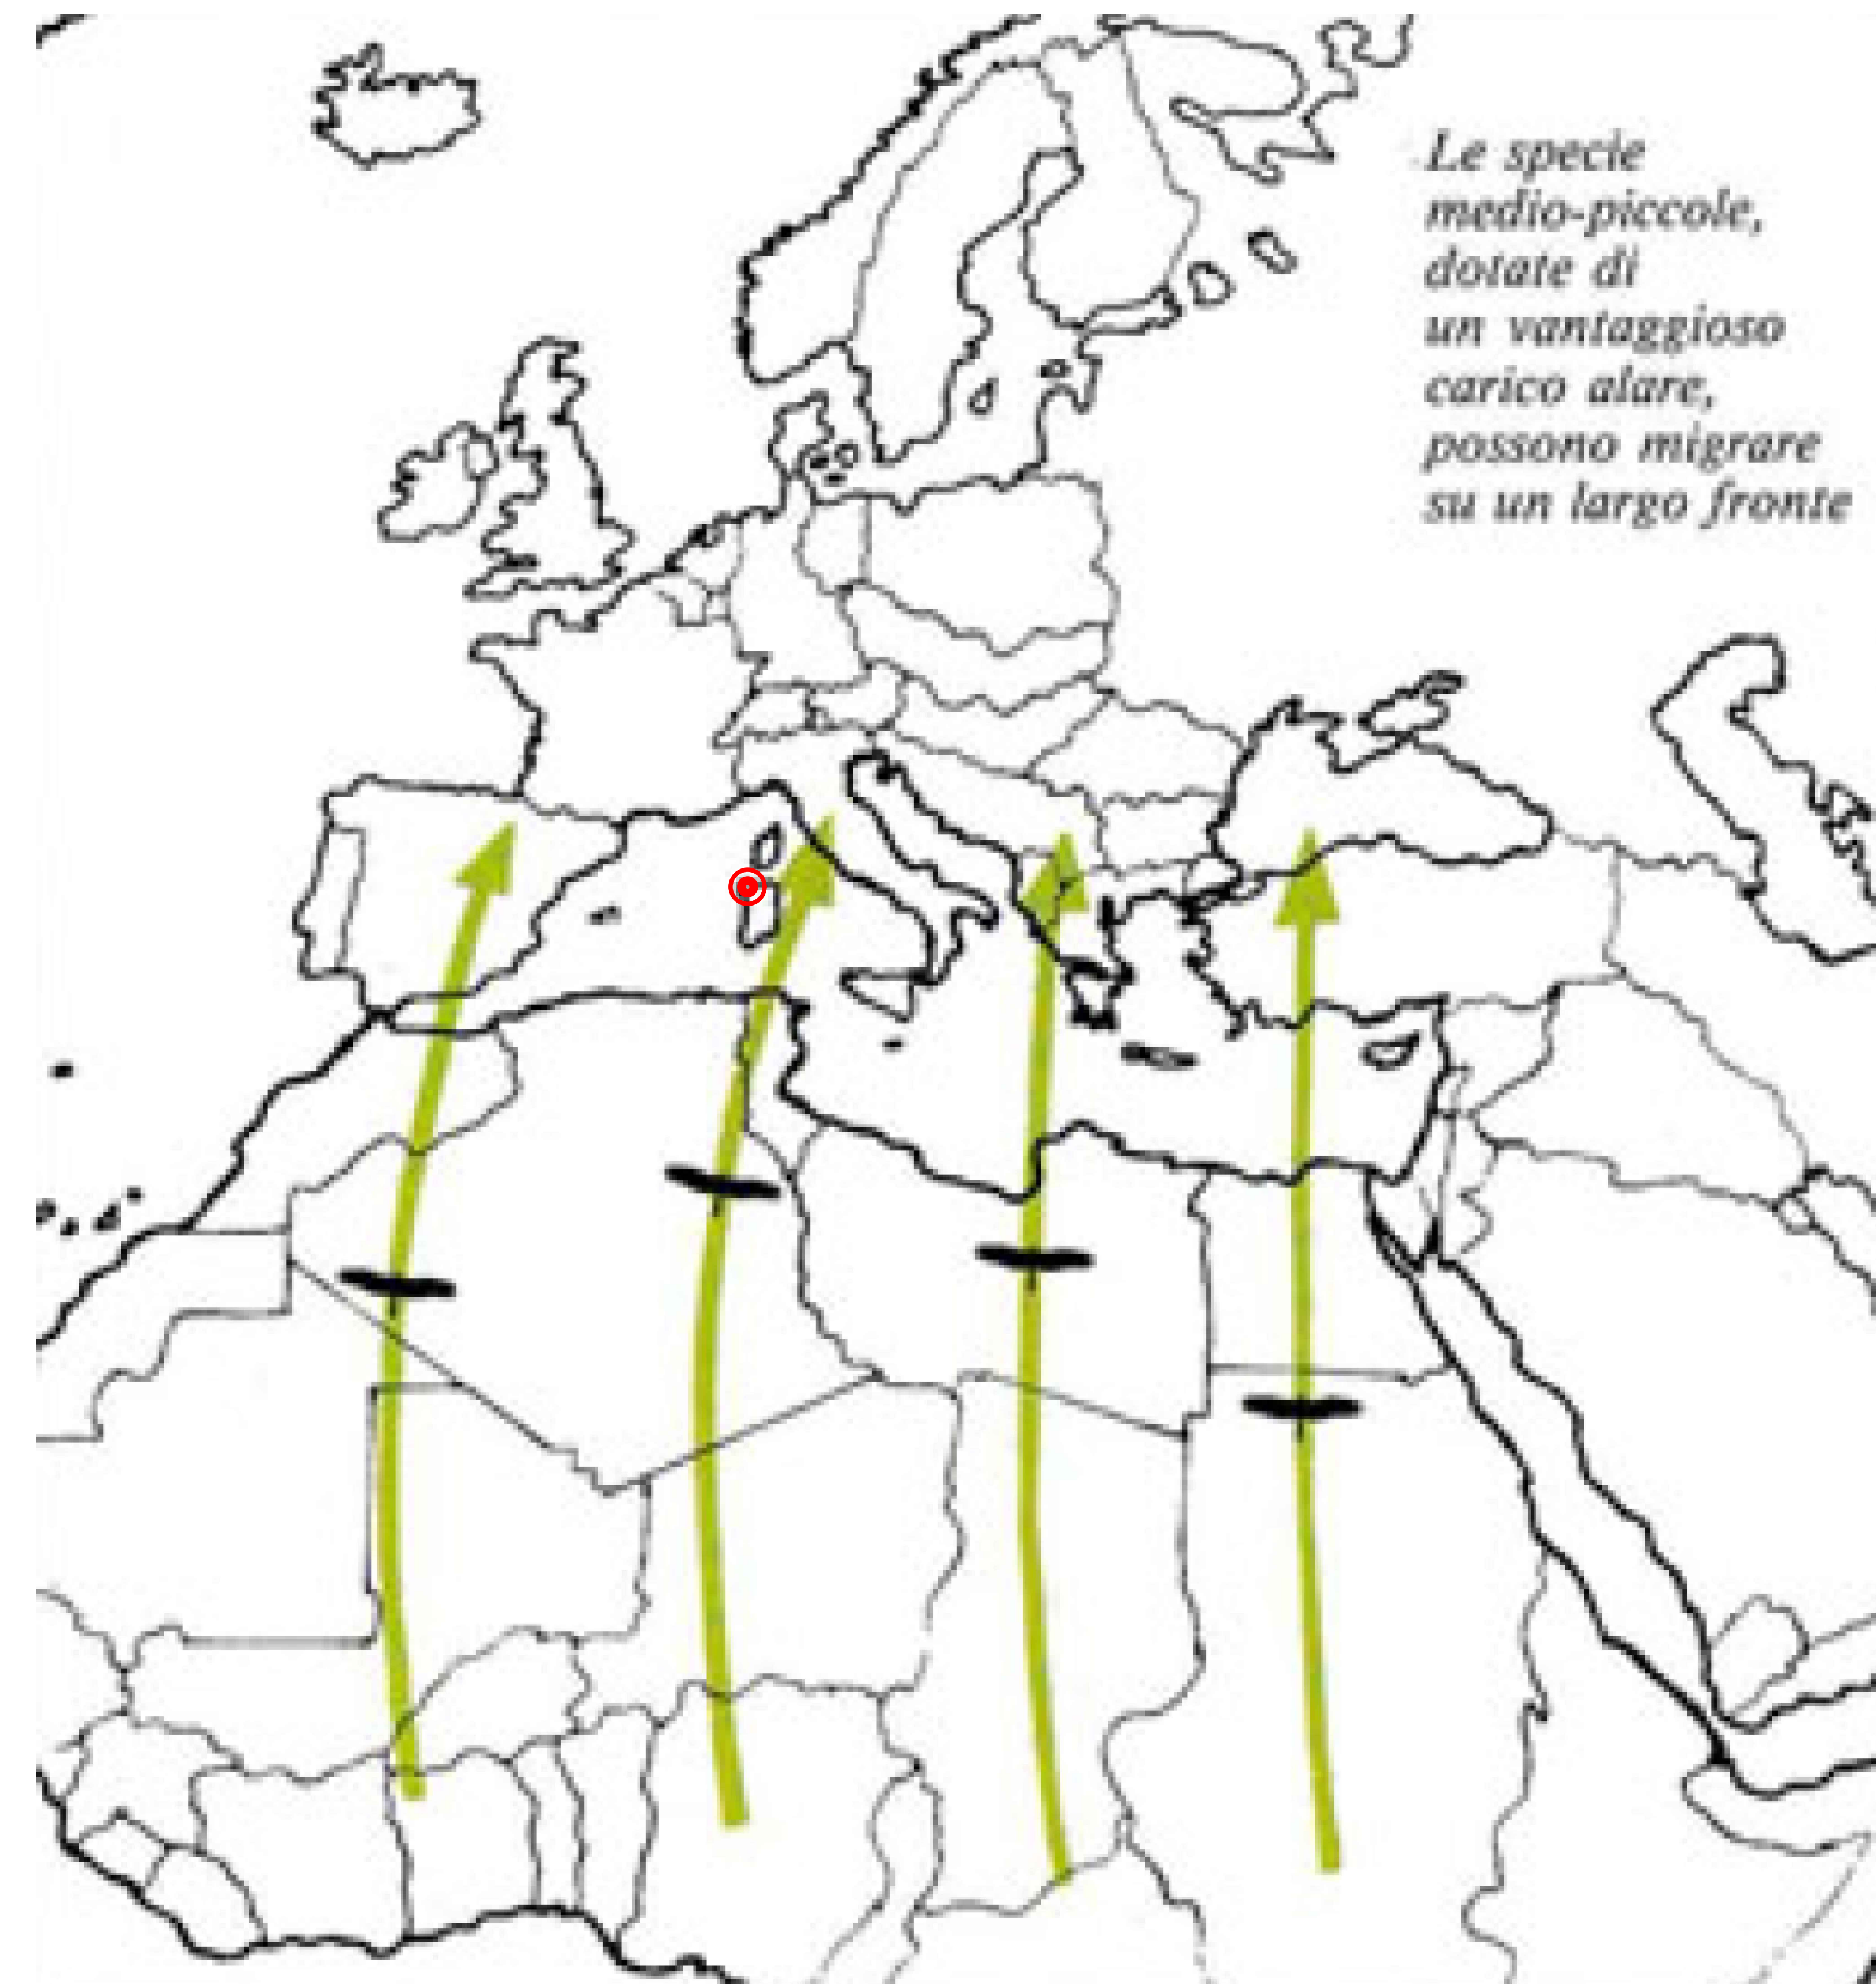 Le specie
medio-piccole,
dotate di
un vantaggioso
carico alare,
possono migrare
su un largo fronte